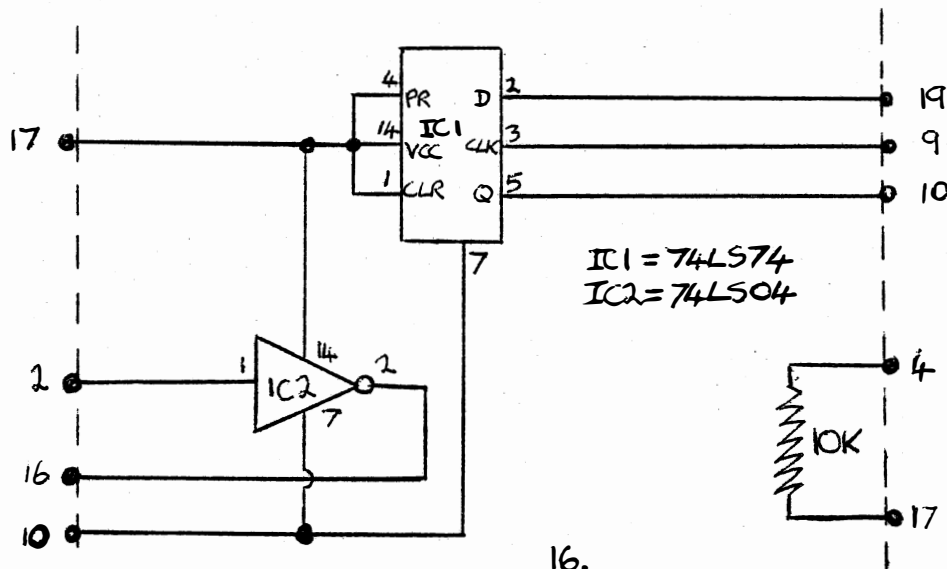 4 PR D 2 19
17 14 VCC IC1 CLK 3 9
1 CLR Q 5 10
7
IC1 = 74LS74
IC2 = 74LS04
14 4
2 1 IC2 2
7
10K
16
17
10
16.